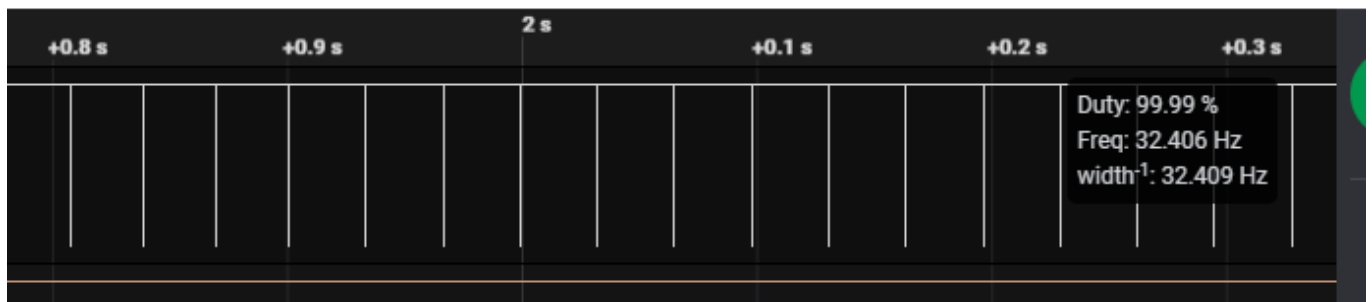 2 s
+0.8 s +0.9 s +0.1 s +0.2 s +0.3 s
Duty: 99.99 %
Freq: 32.406 Hz
width⁻¹: 32.409 Hz